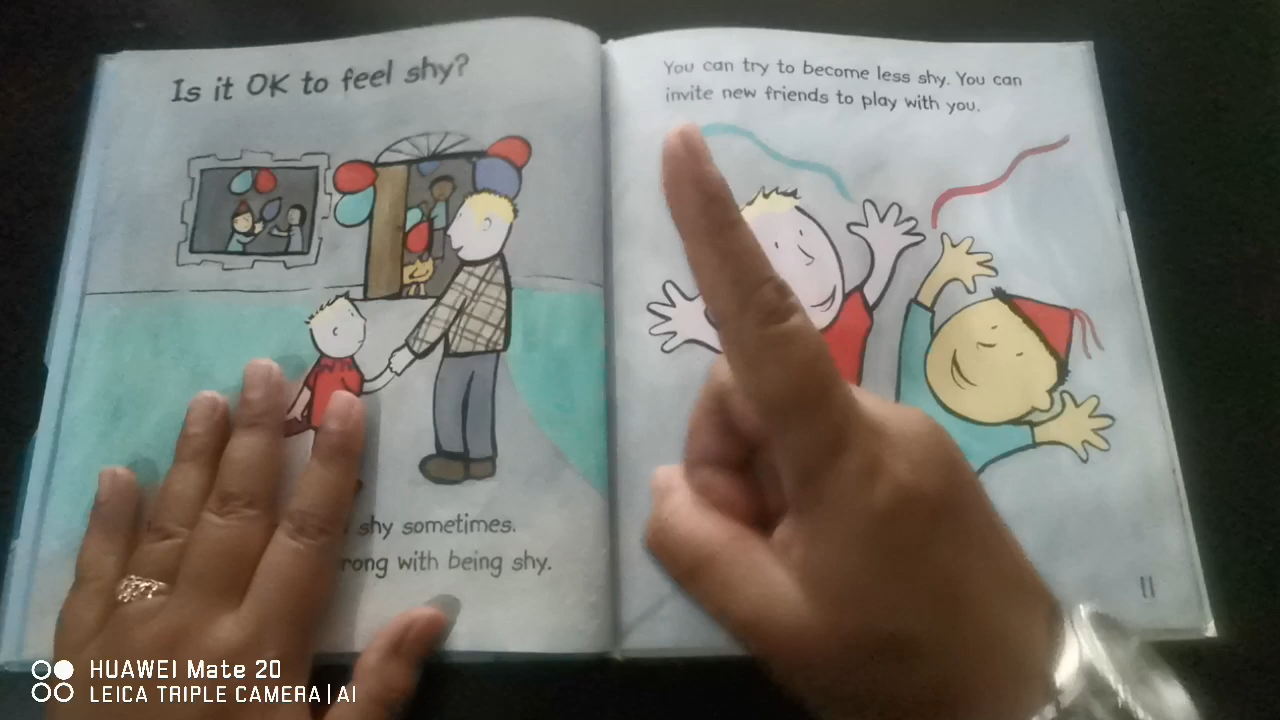 Is it OK to feel shy?
shy sometimes.
with being shy.
You can try to become less shy. You can
invite new friends to play with you.
11
HUAWEI Mate 20
LEICA TRIPLE CAMERA|AI